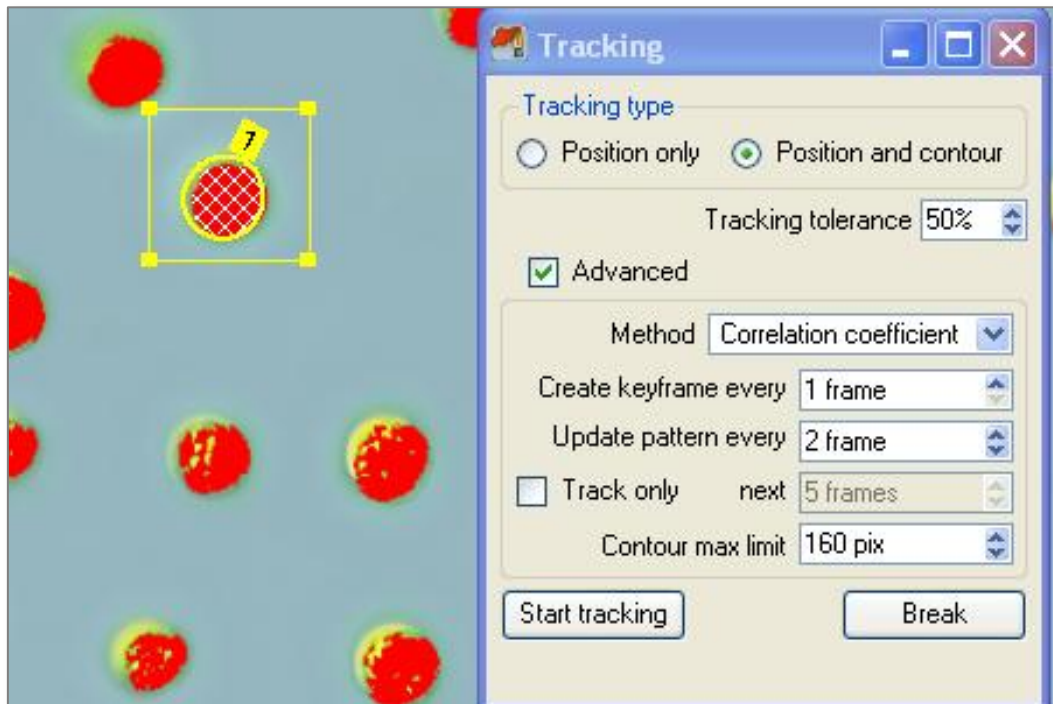 Tracking
Tracking type
Position only Position and contour
7
Tracking tolerance 50%
Advanced
Method Correlation coefficient
Create keyframe every 1 frame
Update pattern every 2 frame
Track only next 5 frames
Contour max limit 160 pix
Start tracking Break